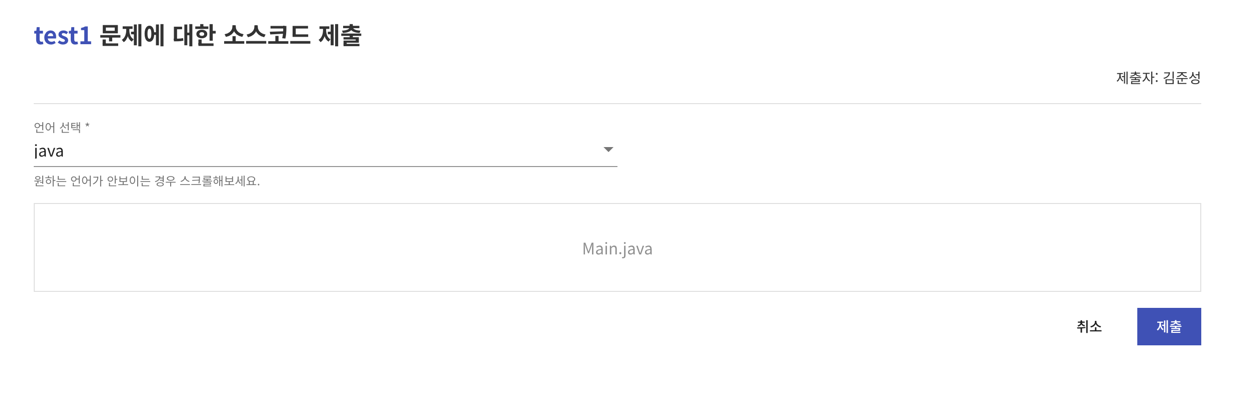 test1 문제에 대한 소스코드 제출
제출자: 김준성
언어 선택 *
java
원하는 언어가 안보이는 경우 스크롤해보세요.
Main.java
취소
제출